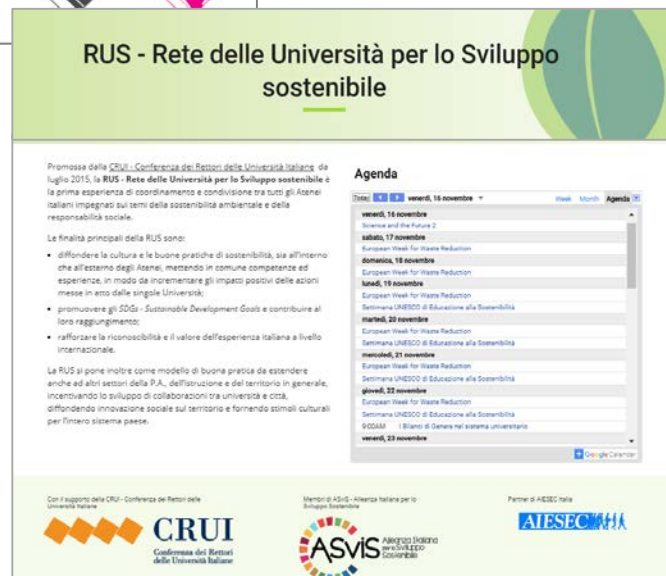 RUS - Rete delle Università per lo Sviluppo
sostenibile
Promossa dalla CRUI - Conferenza dei Rettori delle Università Italiane da
luglio 2015, la RUS - Rete delle Università per lo Sviluppo sostenibile è
la prima esperienza di coordinamento e condivisione tra tutti gli Atenei
italiani impegnati sui temi della sostenibilità ambientale e della
responsabilità sociale.
Le finalità principali della RUS sono:
• diffondere la cultura e le buone pratiche di sostenibilità, sia all'interno
che all'esterno degli Atenei, mettendo in comune competenze ed
esperienze, in modo da incrementare gli impatti positivi delle azioni
messe in atto dalle singole Università;
• promuovere gli SDGs - Sustainable Development Goals e contribuire al
loro raggiungimento;
• rafforzare la riconoscibilità e il valore dell'esperienza italiana a livello
internazionale.
La RUS si pone inoltre come modello di buona pratica da estendere
anche ad altri settori della P.A., dell'istruzione e del territorio in generale,
incentivando lo sviluppo di collaborazioni tra università e città,
diffondendo innovazione sociale sul territorio e fornendo stimoli culturali
per l'intero sistema paese.
Agenda
Today venerdì, 16 novembre Week Month Agenda
venerdì, 16 novembre
Science and the Future 2
sabato, 17 novembre
European Week for Waste Reduction
domenica, 18 novembre
European Week for Waste Reduction
lunedì, 19 novembre
European Week for Waste Reduction
Settimana UNESCO di Educazione alla Sostenibilità
martedì, 20 novembre
European Week for Waste Reduction
Settimana UNESCO di Educazione alla Sostenibilità
mercoledì, 21 novembre
European Week for Waste Reduction
Settimana UNESCO di Educazione alla Sostenibilità
giovedì, 22 novembre
European Week for Waste Reduction
Settimana UNESCO di Educazione alla Sostenibilità
9:00AM I Bilanci di Genere nel sistema universitario
venerdì, 23 novembre
Google Calendar
Con il supporto della CRUI - Conferenza dei Rettori delle
Università Italiane
CRUI
Conferenza dei Rettori
delle Università Italiane
Membri di ASviS - Alleanza Italiana per lo
Sviluppo Sostenibile
ASviS Alleanza Italiana
per lo Sviluppo
Sostenibile
Partner di AIESEC Italia
AIESEC